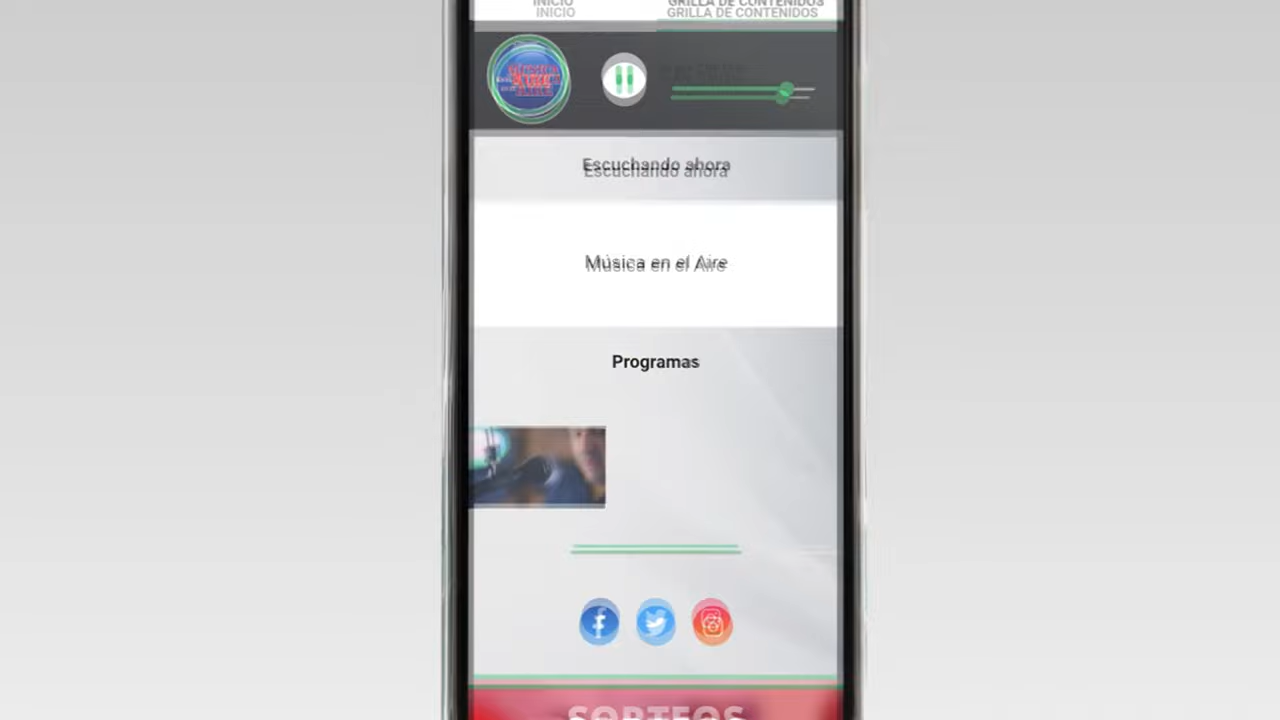 INICIO
GRILLA DE CONTENIDOS
Escuchando ahora
Música en el Aire
Programas
SORTEOS